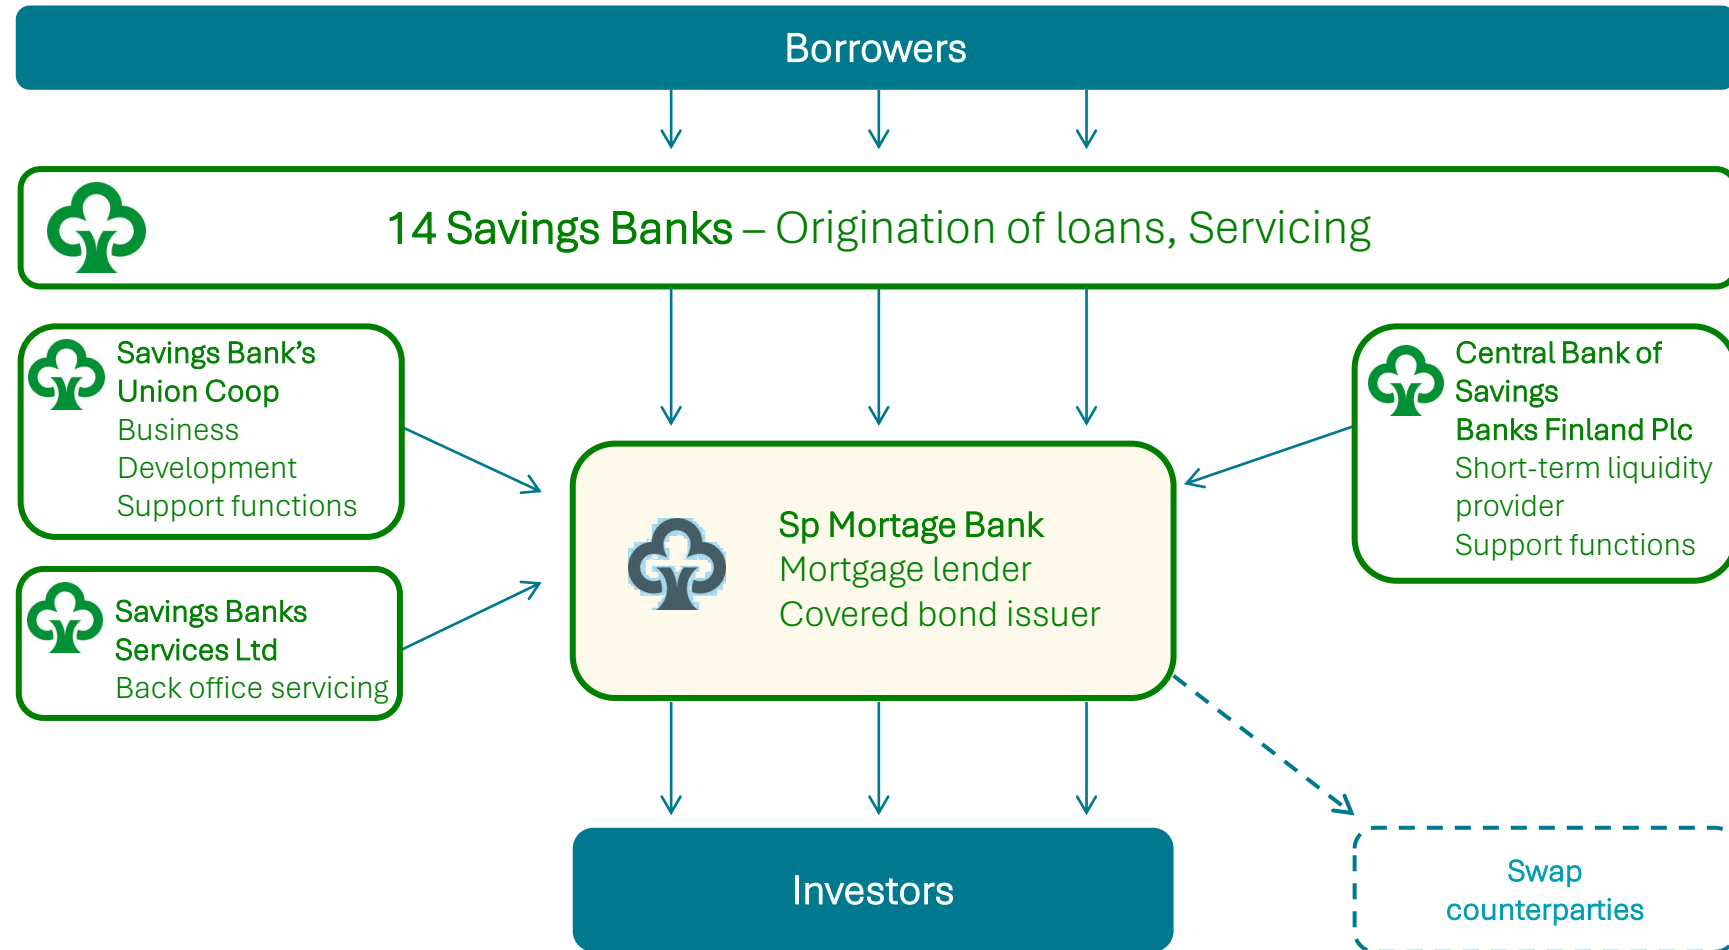 Borrowers
14 Savings Banks – Origination of loans, Servicing
Savings Bank’s
Union Coop
Business
Development
Support functions
Central Bank of
Savings
Banks Finland Plc
Short-term liquidity
provider
Support functions
Sp Mortage Bank
Mortgage lender
Covered bond issuer
Savings Banks
Services Ltd
Back office servicing
Investors
Swap
counterparties